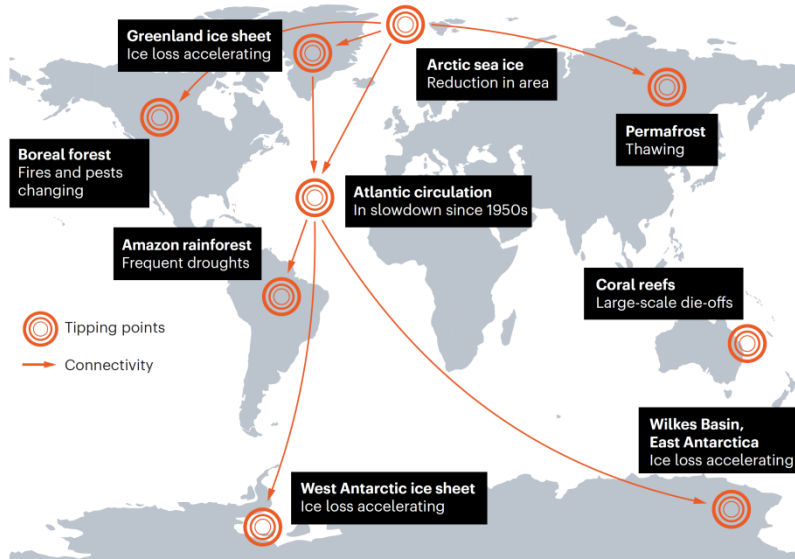 Greenland ice sheet
Ice loss accelerating
Arctic sea ice
Reduction in area
Permafrost
Thawing
Boreal forest
Fires and pests
changing
Atlantic circulation
In slowdown since 1950s
Amazon rainforest
Frequent droughts
Coral reefs
Large-scale die-offs
Tipping points
Connectivity
Wilkes Basin,
East Antarctica
Ice loss accelerating
West Antarctic ice sheet
Ice loss accelerating